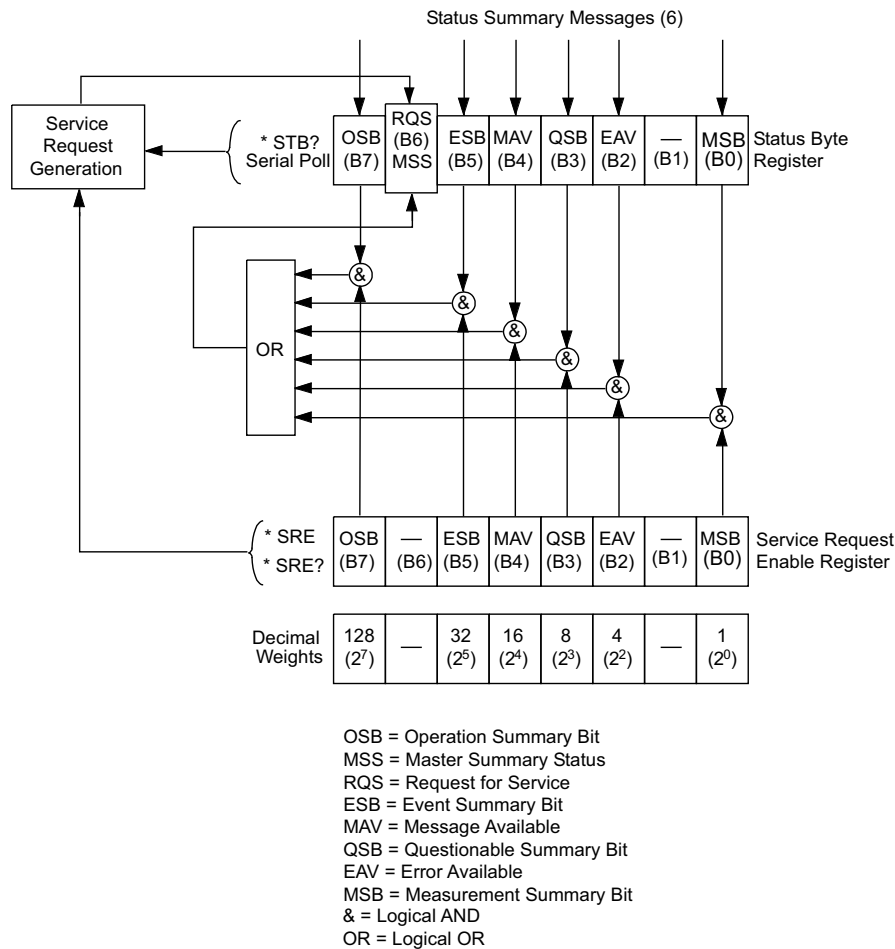 Status Summary Messages (6)
Service
Request
Generation
* STB?
Serial Poll
OSB
(B7)
RQS
(B6)
MSS
ESB
(B5)
MAV
(B4)
QSB
(B3)
EAV
(B2)
—
(B1)
MSB
(B0)
Status Byte
Register
&
&
&
&
&
&
OR
* SRE
* SRE?
OSB
(B7)
—
(B6)
ESB
(B5)
MAV
(B4)
QSB
(B3)
EAV
(B2)
—
(B1)
MSB
(B0)
Service Request
Enable Register
Decimal
Weights
128
(2⁷)
—
32
(2⁵)
16
(2⁴)
8
(2³)
4
(2²)
—
1
(2⁰)
OSB = Operation Summary Bit
MSS = Master Summary Status
RQS = Request for Service
ESB = Event Summary Bit
MAV = Message Available
QSB = Questionable Summary Bit
EAV = Error Available
MSB = Measurement Summary Bit
& = Logical AND
OR = Logical OR